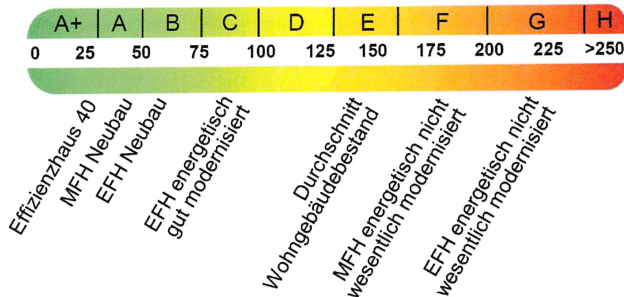 A+ A B C D E F G H
0 25 50 75 100 125 150 175 200 225 >250
Effizienzhaus 40
MFH Neubau
EFH Neubau
EFH energetisch
gut modernisiert
Durchschnitt
Wohngebäudebestand
MFH energetisch nicht
wesentlich modernisiert
EFH energetisch nicht
wesentlich modernisiert